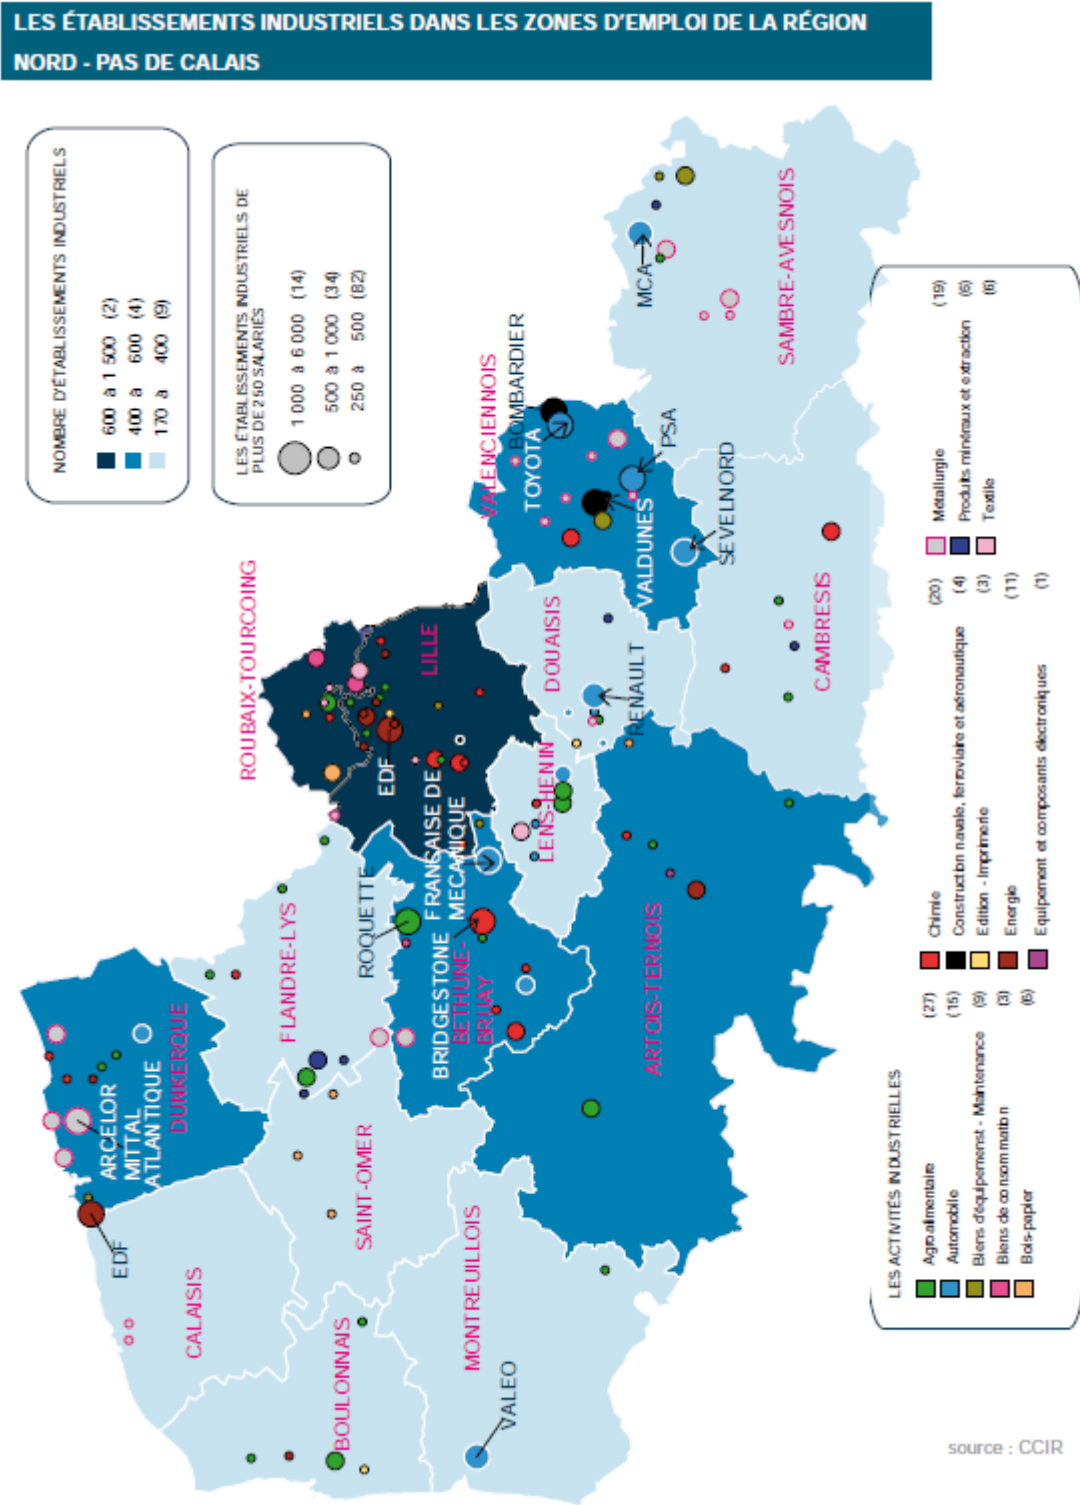 LES ÉTABLISSEMENTS INDUSTRIELS DANS LES ZONES D'EMPLOI DE LA RÉGION
NORD - PAS DE CALAIS
NOMBRE D'ÉTABLISSEMENTS INDUSTRIELS
600 à 1 500 (2)
400 à 600 (4)
170 à 400 (9)
LES ÉTABLISSEMENTS INDUSTRIELS DE
PLUS DE 250 SALARIÉS
1 000 à 6 000 (14)
500 à 1 000 (34)
250 à 500 (82)
DUNKERQUE
ARCELOR
MITTAL
ATLANTIQUE
EDF
CALAISIS
BOULONNAIS
SAINT-OMER
FLANDRE-LYS
MONTREUILLOIS
VALEO
ROUBAIX-TOURCOING
LILLE
EDF
ROQUETTE
FRANSAISE DE
MECANIQUE
BRIDGESTONE
BETHUNE-
BRUAY
LENS-HENIN
DOUAISIS
RENAULT
ARTOIS-TERNOIS
VALENCIENNOIS
BOMBARDIER
TOYOTA
PSA
VALDUNES
SEVELNORD
CAMBRESIS
MCA
SAMBRE-AVESNOIS
LES ACTIVITÉS INDUSTRIELLES
Agroalimentaire (27)
Automobile (15)
Biens d'équipemenst - Maintenance (9)
Biens de consommation (3)
Bois-papier (6)
Chimie (20)
Construction navale, ferroviaire et aéronautique (4)
Edition - Imprimerie (3)
Energie (11)
Equipement et composants électroniques (1)
Métallurgie (19)
Produits minéraux et extraction (6)
Textile (6)
source : CCIR